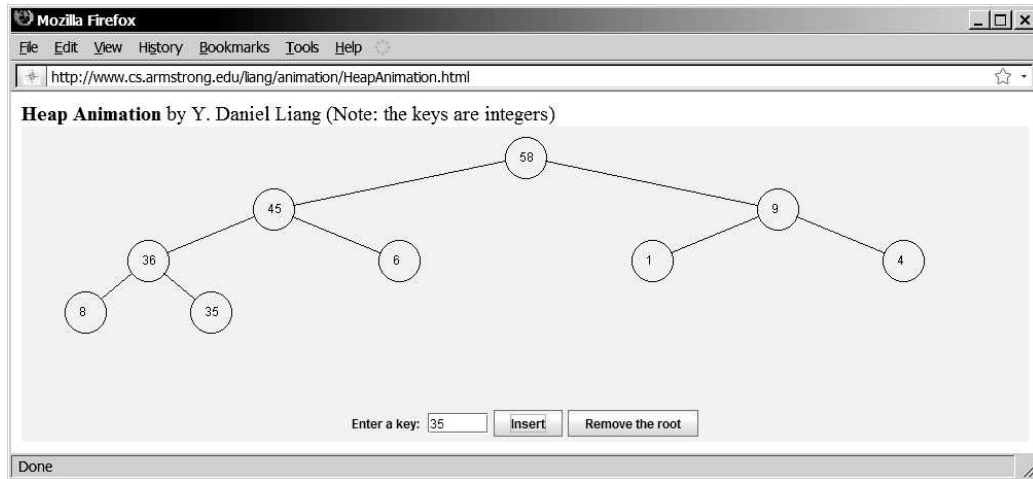 Mozilla Firefox
File Edit View History Bookmarks Tools Help
http://www.cs.armstrong.edu/liang/animation/HeapAnimation.html
Heap Animation by Y. Daniel Liang (Note: the keys are integers)
58
45 9
36 6 1 4
8 35
Enter a key: 35 Insert Remove the root
Done